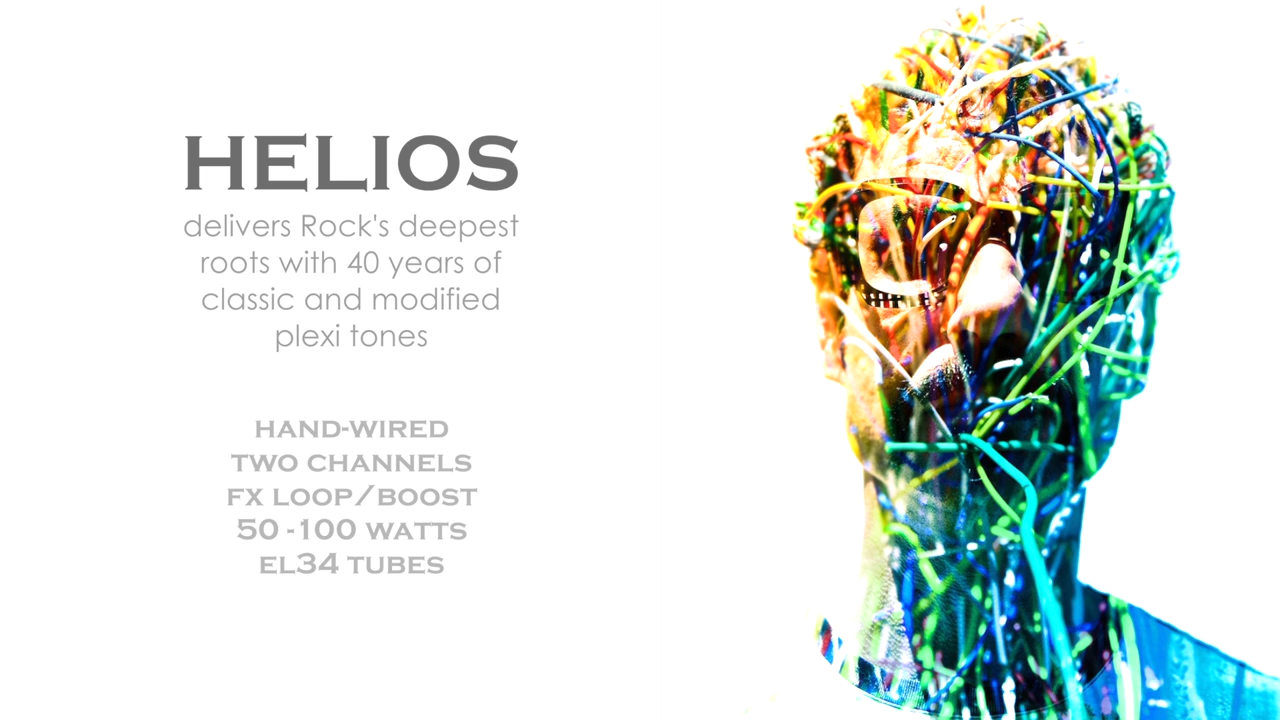 HELIOS
delivers Rock's deepest
roots with 40 years of
classic and modified
plexi tones
HAND-WIRED
TWO CHANNELS
FX LOOP/BOOST
50 -100 WATTS
EL34 TUBES